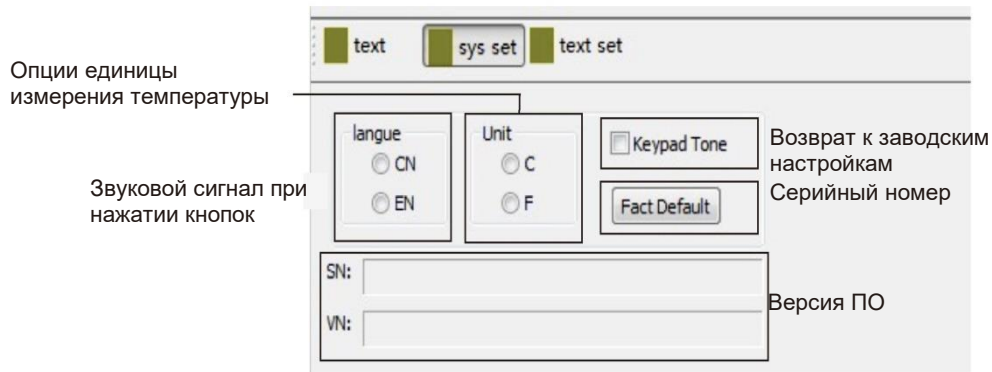 text
sys set
text set
Опции единицы
измерения температуры
langue
CN
EN
Unit
C
F
Keypad Tone
Fact Default
Звуковой сигнал при
нажатии кнопок
Возврат к заводским
настройкам
Серийный номер
SN:
VN:
Версия ПО